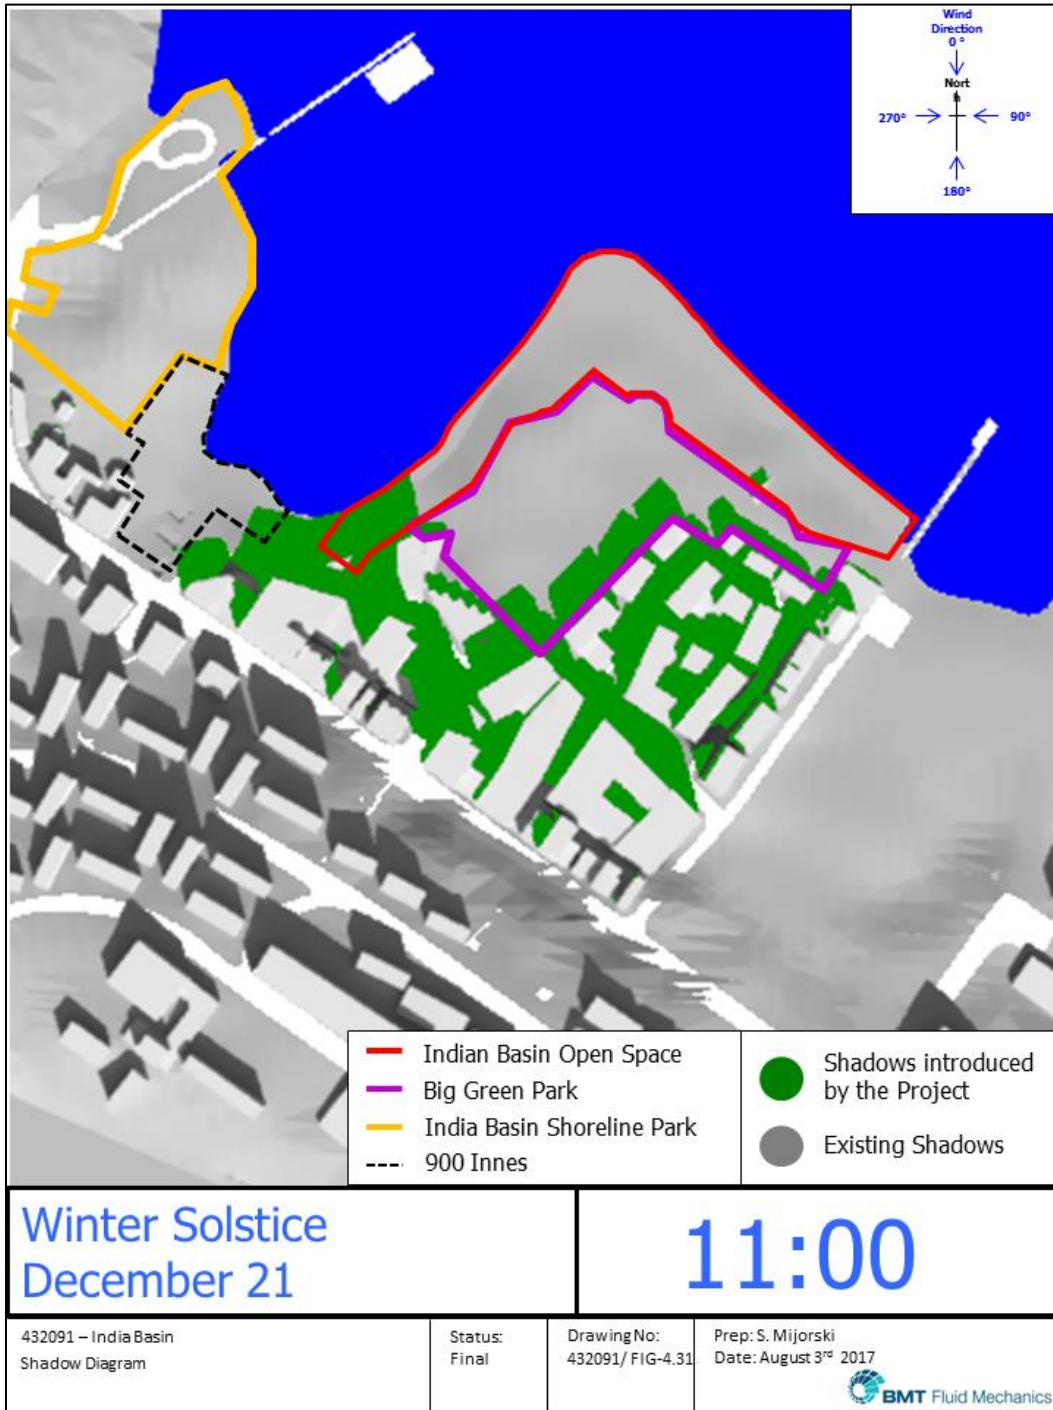 Wind
Direction
0 °
Nort
h
270°
90°
180°
Indian Basin Open Space
Big Green Park
India Basin Shoreline Park
900 Innes
Shadows introduced
by the Project
Existing Shadows
Winter Solstice
December 21
11:00
432091 – India Basin
Shadow Diagram
Status:
Final
Drawing No:
432091/ FIG-4.31
Prep: S. Mijorski
Date: August 3rd 2017
BMT Fluid Mechanics